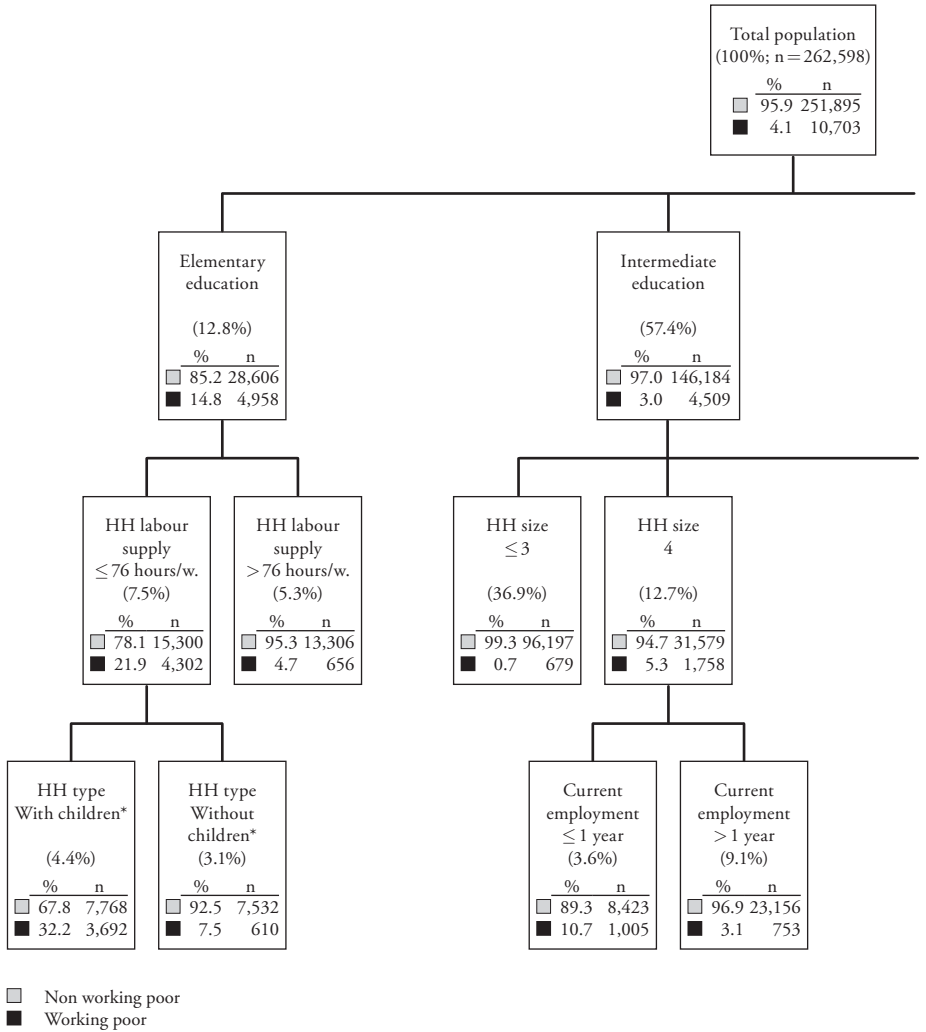 Total population
(100%; n=262,598)
% n
95.9 251,895
4.1 10,703
Elementary
education
(12.8%)
% n
85.2 28,606
14.8 4,958
Intermediate
education
(57.4%)
% n
97.0 146,184
3.0 4,509
HH labour
supply
≤76 hours/w.
(7.5%)
% n
78.1 15,300
21.9 4,302
HH labour
supply
>76 hours/w.
(5.3%)
% n
95.3 13,306
4.7 656
HH size
≤3
(36.9%)
% n
99.3 96,197
0.7 679
HH size
4
(12.7%)
% n
94.7 31,579
5.3 1,758
HH type
With children*
(4.4%)
% n
67.8 7,768
32.2 3,692
HH type
Without
children*
(3.1%)
% n
92.5 7,532
7.5 610
Current
employment
≤1 year
(3.6%)
% n
89.3 8,423
10.7 1,005
Current
employment
>1 year
(9.1%)
% n
96.9 23,156
3.1 753
Non working poor
Working poor